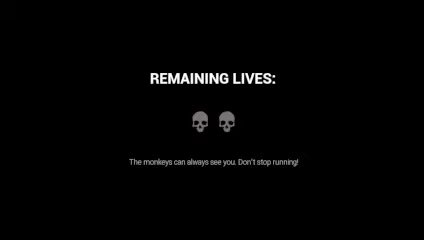 REMAINING LIVES:
The monkeys can always see you. Don't stop running!